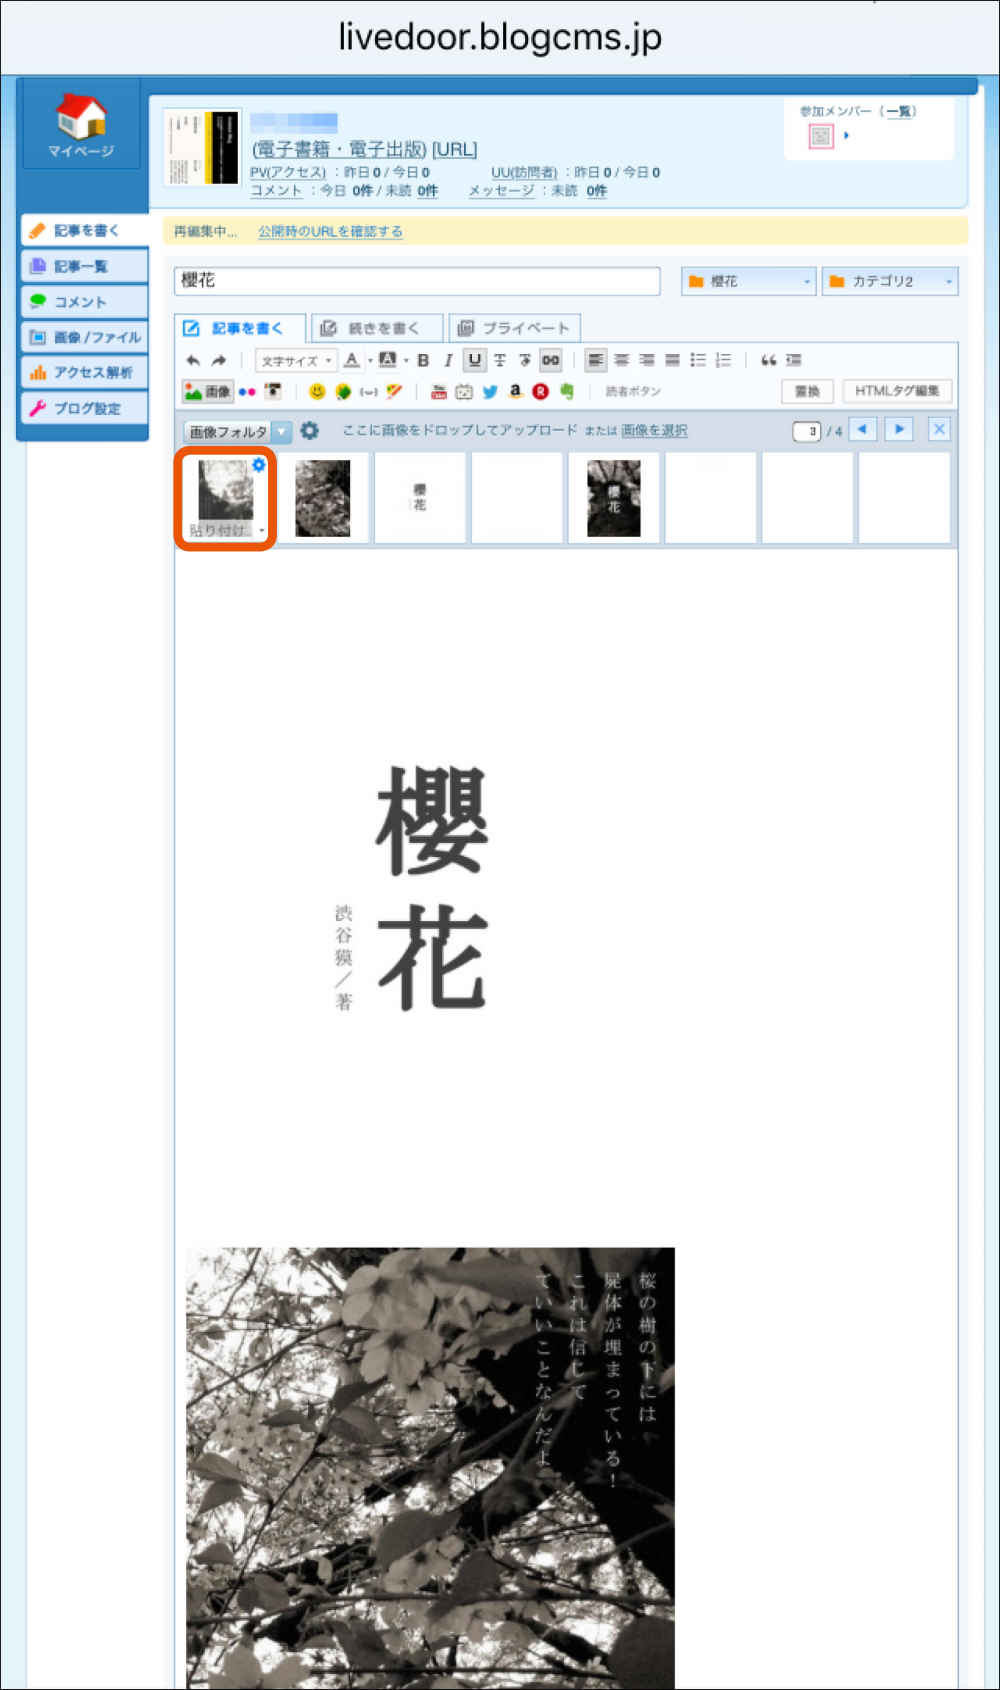 livedoor.blogcms.jp
マイページ
(電子書籍・電子出版) [URL]
PV(アクセス) : 昨日 0 / 今日 0 UU(訪問者) : 昨日 0 / 今日 0
コメント : 今日 0件 / 未読 0件 メッセージ : 未読 0件
参加メンバー (一覧)
記事を書く
記事一覧
コメント
画像 / ファイル
アクセス解析
ブログ設定
再編集中... 公開時のURLを確認する
櫻花
櫻花
カテゴリ2
記事を書く 続きを書く プライベート
文字サイズ A A B I U T
画像
読者ボタン
置換
HTMLタグ編集
画像フォルダ
ここに画像をドロップしてアップロード または 画像を選択
3 / 4
貼り付け..
櫻花
櫻花
櫻花
渋谷獏／著
桜の樹の下には
屍体が埋まっている！
これは信じて
ていいことなんだよ